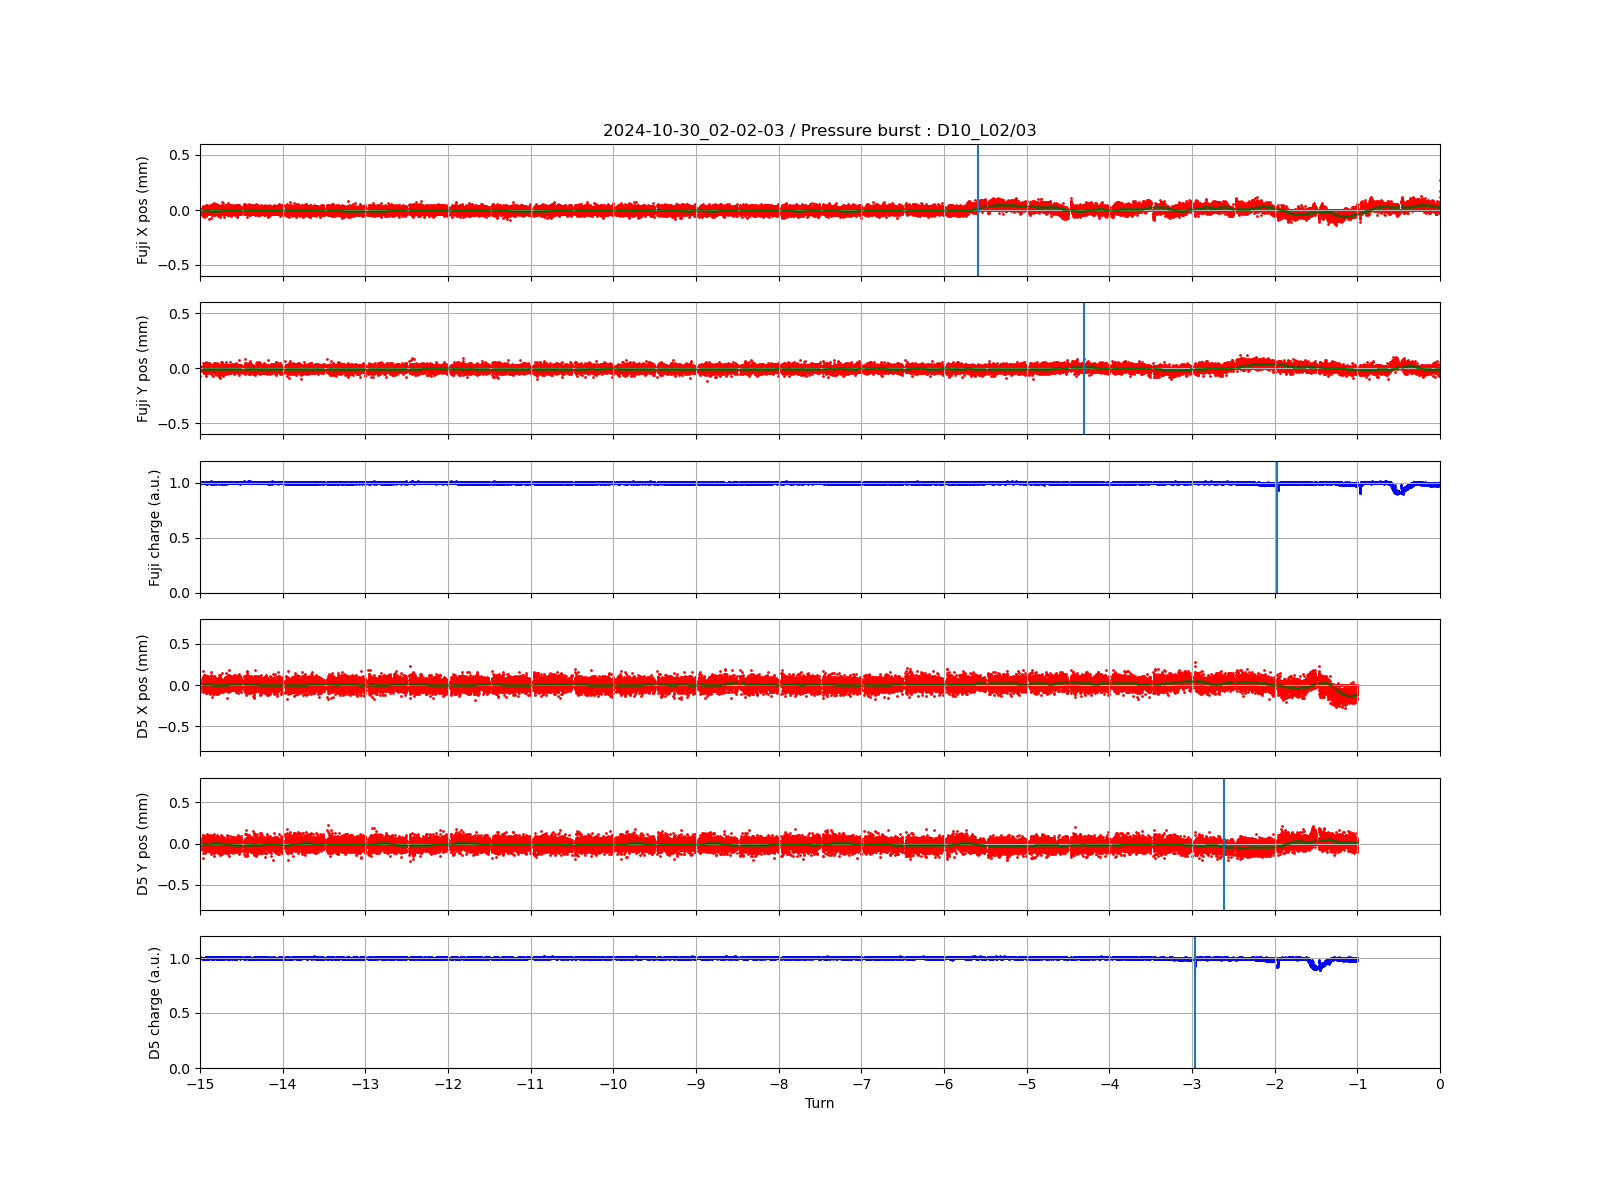 2024-10-30_02-02-03 / Pressure burst : D10_L02/03
0.5
0.0
−0.5
Fuji X pos (mm)
0.5
0.0
−0.5
Fuji Y pos (mm)
1.0
0.5
0.0
Fuji charge (a.u.)
0.5
0.0
−0.5
D5 X pos (mm)
0.5
0.0
−0.5
D5 Y pos (mm)
1.0
0.5
0.0
D5 charge (a.u.)
−15 −14 −13 −12 −11 −10 −9 −8 −7 −6 −5 −4 −3 −2 −1 0
Turn